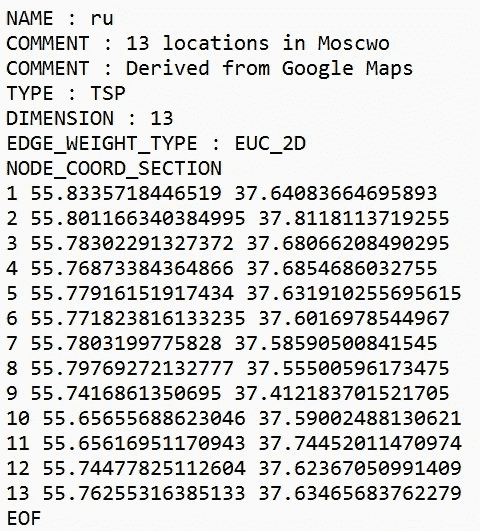 NAME : ru
COMMENT : 13 locations in Moscwo
COMMENT : Derived from Google Maps
TYPE : TSP
DIMENSION : 13
EDGE_WEIGHT_TYPE : EUC_2D
NODE_COORD_SECTION
1 55.8335718446519 37.64083664695893
2 55.801166340384995 37.8118113719255
3 55.78302291327372 37.68066208490295
4 55.76873384364866 37.6854686032755
5 55.77916151917434 37.631910255695615
6 55.771823816133235 37.6016978544967
7 55.7803199775828 37.58590500841545
8 55.79769272132777 37.55500596173475
9 55.7416861350695 37.412183701521705
10 55.65655688623046 37.59002488130621
11 55.65616951170943 37.74452011470974
12 55.74477825112604 37.62367050991409
13 55.76255316385133 37.63465683762279
EOF